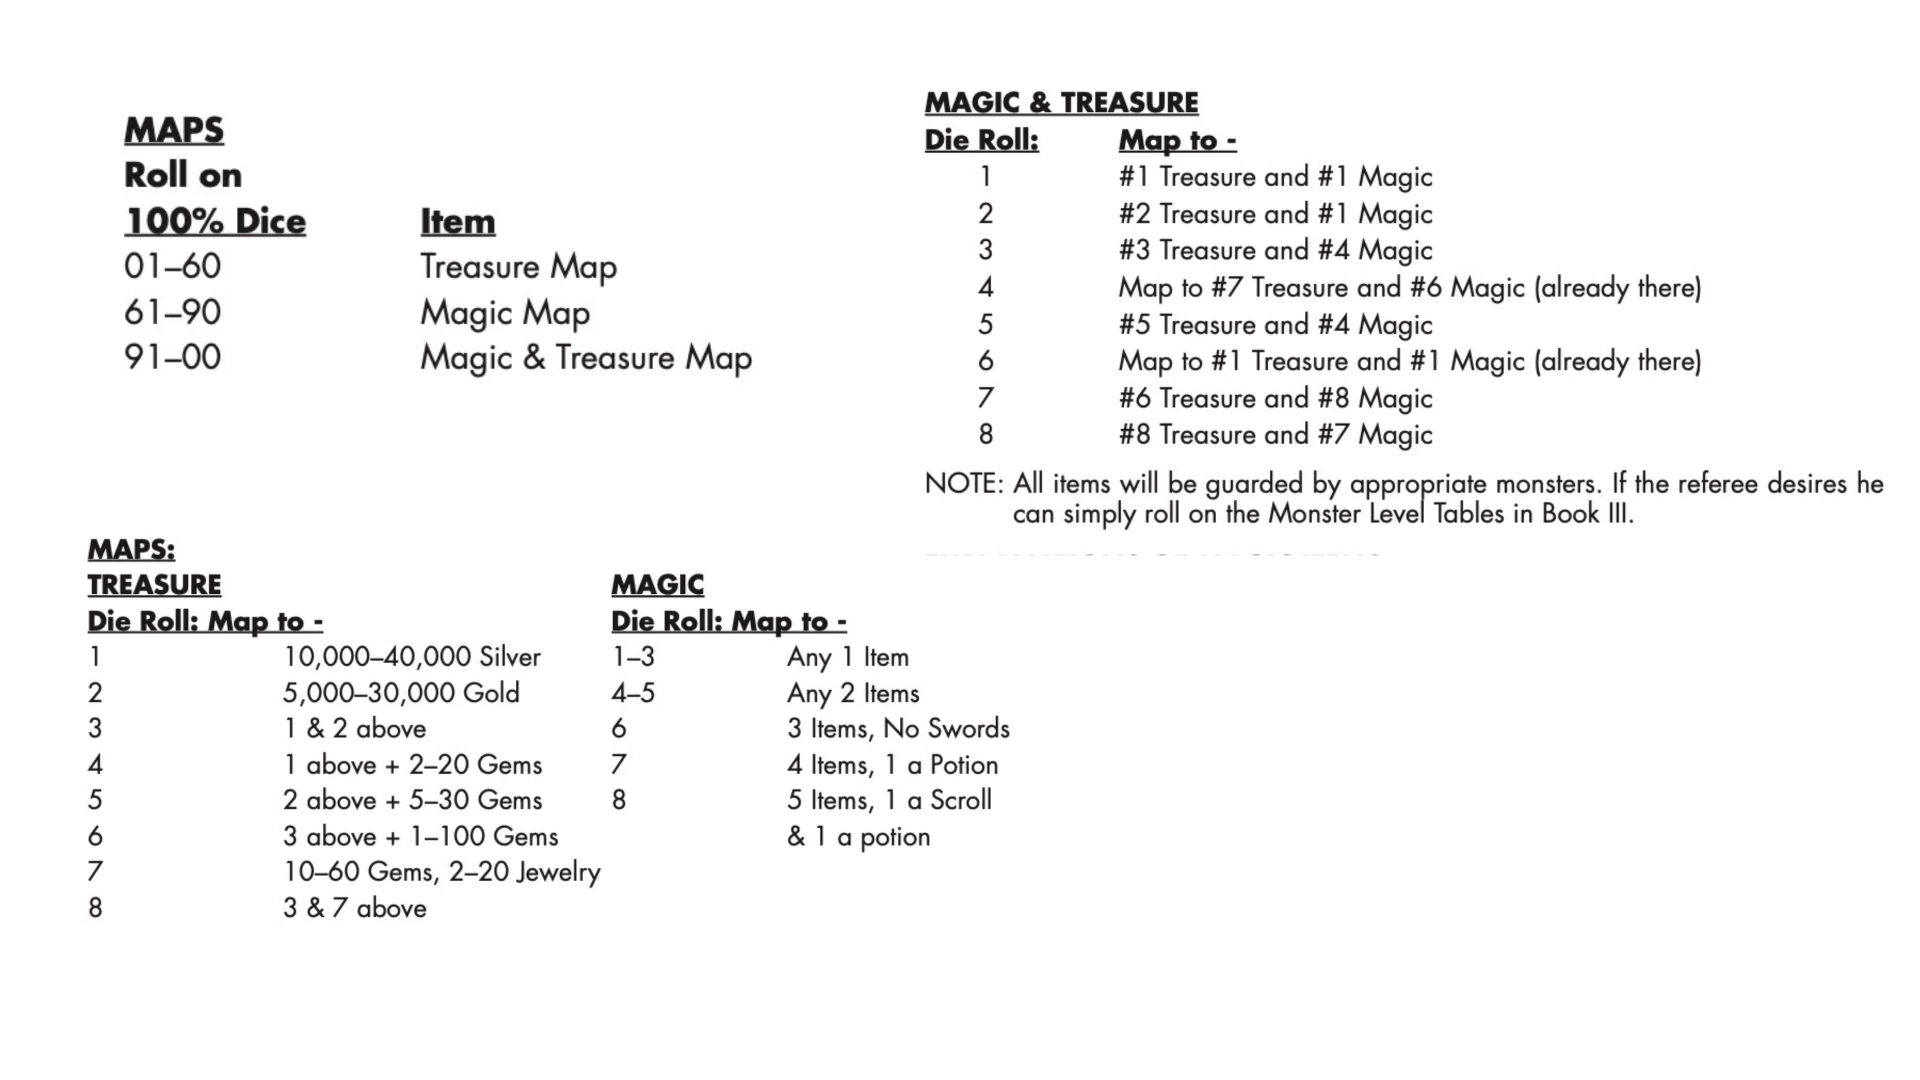 MAPS
Roll on
100% Dice Item
01–60 Treasure Map
61–90 Magic Map
91–00 Magic & Treasure Map
MAGIC & TREASURE
Die Roll: Map to -
1 #1 Treasure and #1 Magic
2 #2 Treasure and #1 Magic
3 #3 Treasure and #4 Magic
4 Map to #7 Treasure and #6 Magic (already there)
5 #5 Treasure and #4 Magic
6 Map to #1 Treasure and #1 Magic (already there)
7 #6 Treasure and #8 Magic
8 #8 Treasure and #7 Magic
NOTE: All items will be guarded by appropriate monsters. If the referee desires he
can simply roll on the Monster Level Tables in Book III.
MAPS:
TREASURE
Die Roll: Map to -
1 10,000–40,000 Silver
2 5,000–30,000 Gold
3 1 & 2 above
4 1 above + 2–20 Gems
5 2 above + 5–30 Gems
6 3 above + 1–100 Gems
7 10–60 Gems, 2–20 Jewelry
8 3 & 7 above
MAGIC
Die Roll: Map to -
1–3 Any 1 Item
4–5 Any 2 Items
6 3 Items, No Swords
7 4 Items, 1 a Potion
8 5 Items, 1 a Scroll
& 1 a potion